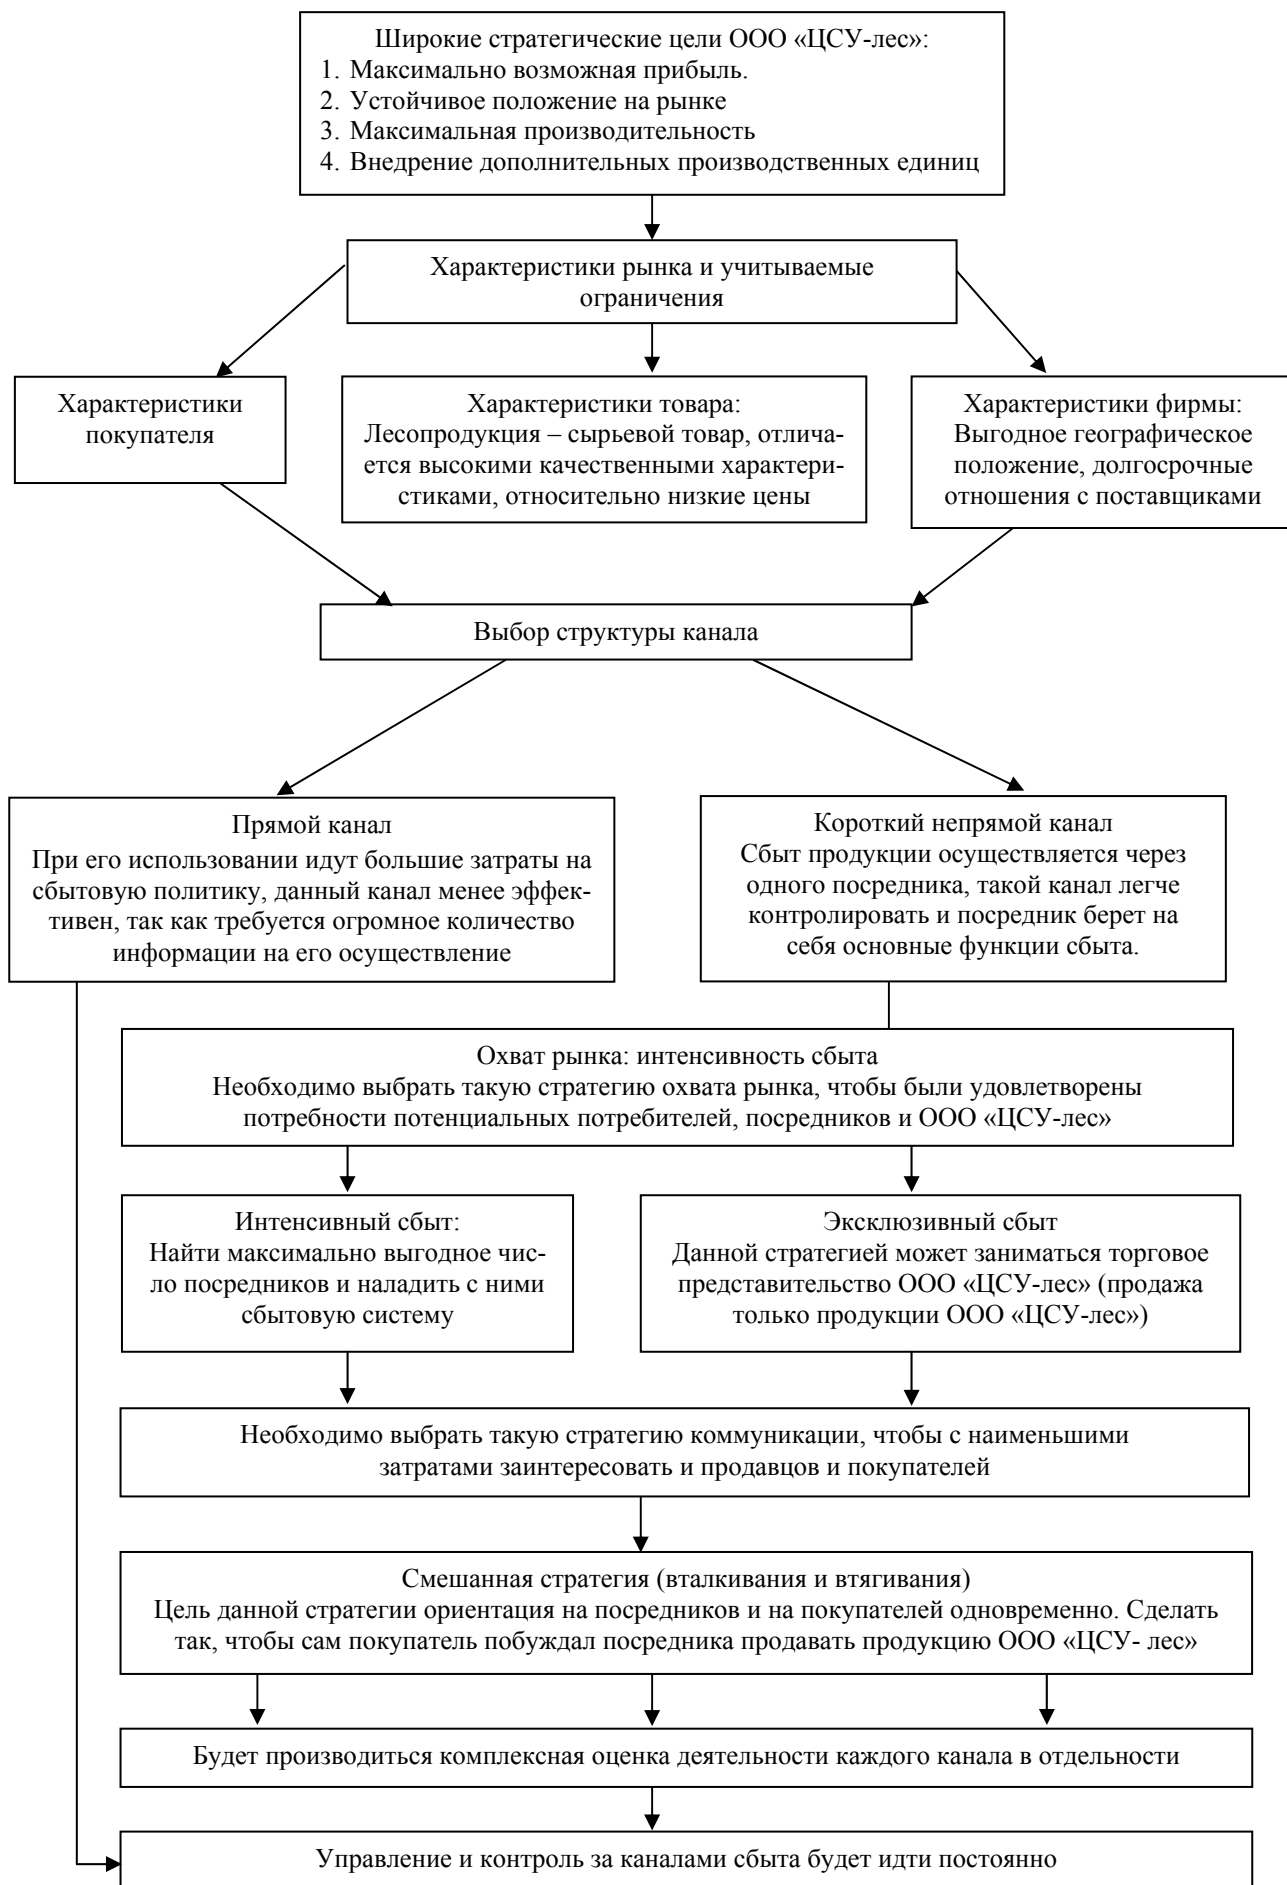 Широкие стратегические цели ООО «ЦСУ-лес»:
1. Максимально возможная прибыль.
2. Устойчивое положение на рынке
3. Максимальная производительность
4. Внедрение дополнительных производственных единиц
Характеристики рынка и учитываемые
ограничения
Характеристики
покупателя
Характеристики товара:
Лесопродукция – сырьевой товар, отлича-
ется высокими качественными характери-
стиками, относительно низкие цены
Характеристики фирмы:
Выгодное географическое
положение, долгосрочные
отношения с поставщиками
Выбор структуры канала
Прямой канал
При его использовании идут большие затраты на
сбытовую политику, данный канал менее эффек-
тивен, так как требуется огромное количество
информации на его осуществление
Короткий непрямой канал
Сбыт продукции осуществляется через
одного посредника, такой канал легче
контролировать и посредник берет на
себя основные функции сбыта.
Охват рынка: интенсивность сбыта
Необходимо выбрать такую стратегию охвата рынка, чтобы были удовлетворены
потребности потенциальных потребителей, посредников и ООО «ЦСУ-лес»
Интенсивный сбыт:
Найти максимально выгодное чис-
ло посредников и наладить с ними
сбытовую систему
Эксклюзивный сбыт
Данной стратегией может заниматься торговое
представительство ООО «ЦСУ-лес» (продажа
только продукции ООО «ЦСУ-лес»)
Необходимо выбрать такую стратегию коммуникации, чтобы с наименьшими
затратами заинтересовать и продавцов и покупателей
Смешанная стратегия (вталкивания и втягивания)
Цель данной стратегии ориентация на посредников и на покупателей одновременно. Сделать
так, чтобы сам покупатель побуждал посредника продавать продукцию ООО «ЦСУ- лес»
Будет производиться комплексная оценка деятельности каждого канала в отдельности
Управление и контроль за каналами сбыта будет идти постоянно